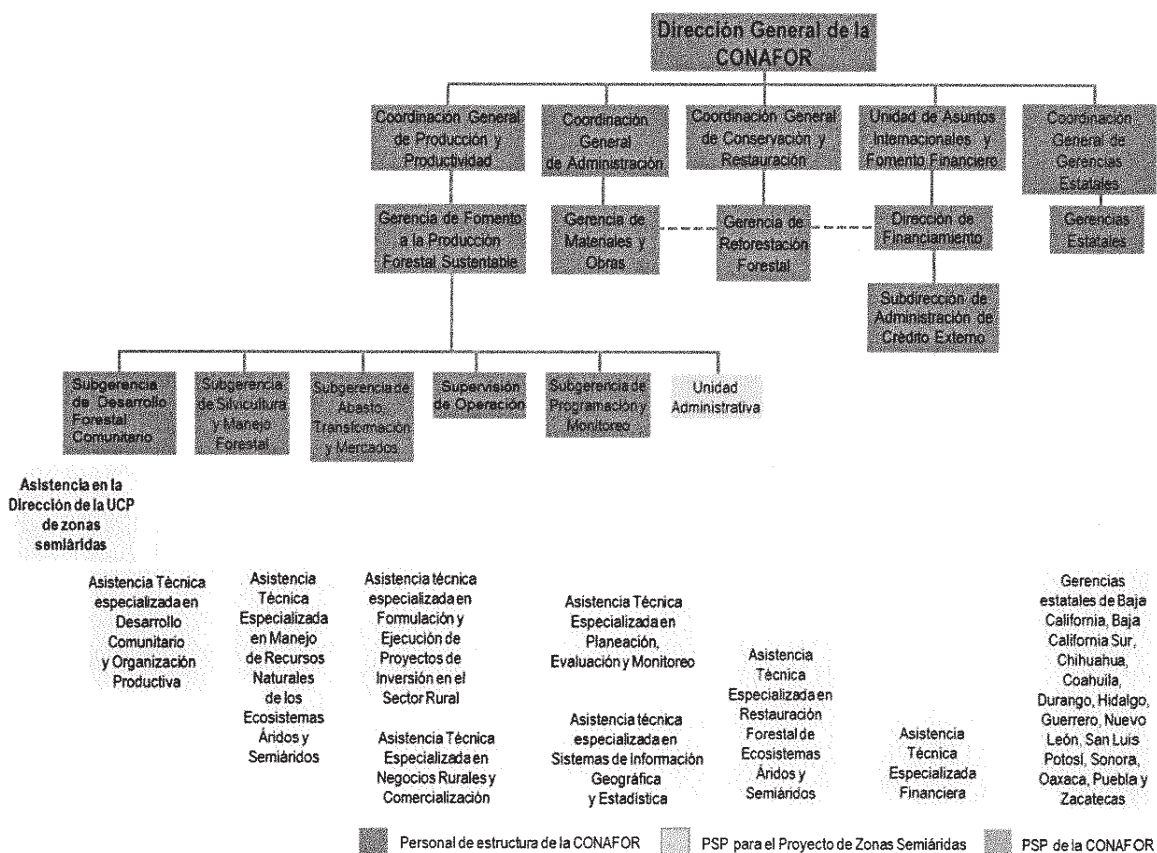 Dirección General de la
CONAFOR
Coordinación General
de Producción y
Productividad
Coordinación
General
de Administración
Coordinación General
de Conservación y
Restauración
Unidad de Asuntos
Internacionales y
Fomento Financiero
Coordinación
General de
Gerencias
Estatales
Gerencia de Fomento
a la Producción
Forestal Sustentable
Gerencia de
Materiales y
Obras
Gerencia de
Reforestación
Forestal
Dirección de
Financiamiento
Gerencias
Estatales
Subdirección de
Administración de
Crédito Externo
Subgerencia
de Desarrollo
Forestal
Comunitario
Subgerencia
de Silvicultura
y Manejo
Forestal
Subgerencia de
Abasto,
Transformación
y Mercados
Supervisión
de Operación
Subgerencia de
Programación y
Monitoreo
Unidad
Administrativa
Asistencia en la
Dirección de la UCP
de zonas
semiáridas
Asistencia Técnica
especializada en
Desarrollo
Comunitario
y Organización
Productiva
Asistencia
Técnica
Especializada
en Manejo
de Recursos
Naturales
de los
Ecosistemas
Áridos y
Semiáridos
Asistencia técnica
especializada en
Formulación y
Ejecución de
Proyectos de
Inversión en el
Sector Rural
Asistencia Técnica
Especializada en
Negocios Rurales y
Comercialización
Asistencia Técnica
Especializada en
Planeación,
Evaluación y Monitoreo
Asistencia técnica
especializada en
Sistemas de Información
Geográfica
y Estadística
Asistencia
Técnica
Especializada en
Restauración
Forestal de
Ecosistemas
Áridos y
Semiáridos
Asistencia
Técnica
Especializada
Financiera
Gerencias
estatales de Baja
California, Baja
California Sur,
Chihuahua,
Coahuila,
Durango, Hidalgo,
Guerrero, Nuevo
León, San Luis
Potosí, Sonora,
Oaxaca, Puebla y
Zacatecas
Personal de estructura de la CONAFOR
PSP para el Proyecto de Zonas Semiáridas
PSP de la CONAFOR